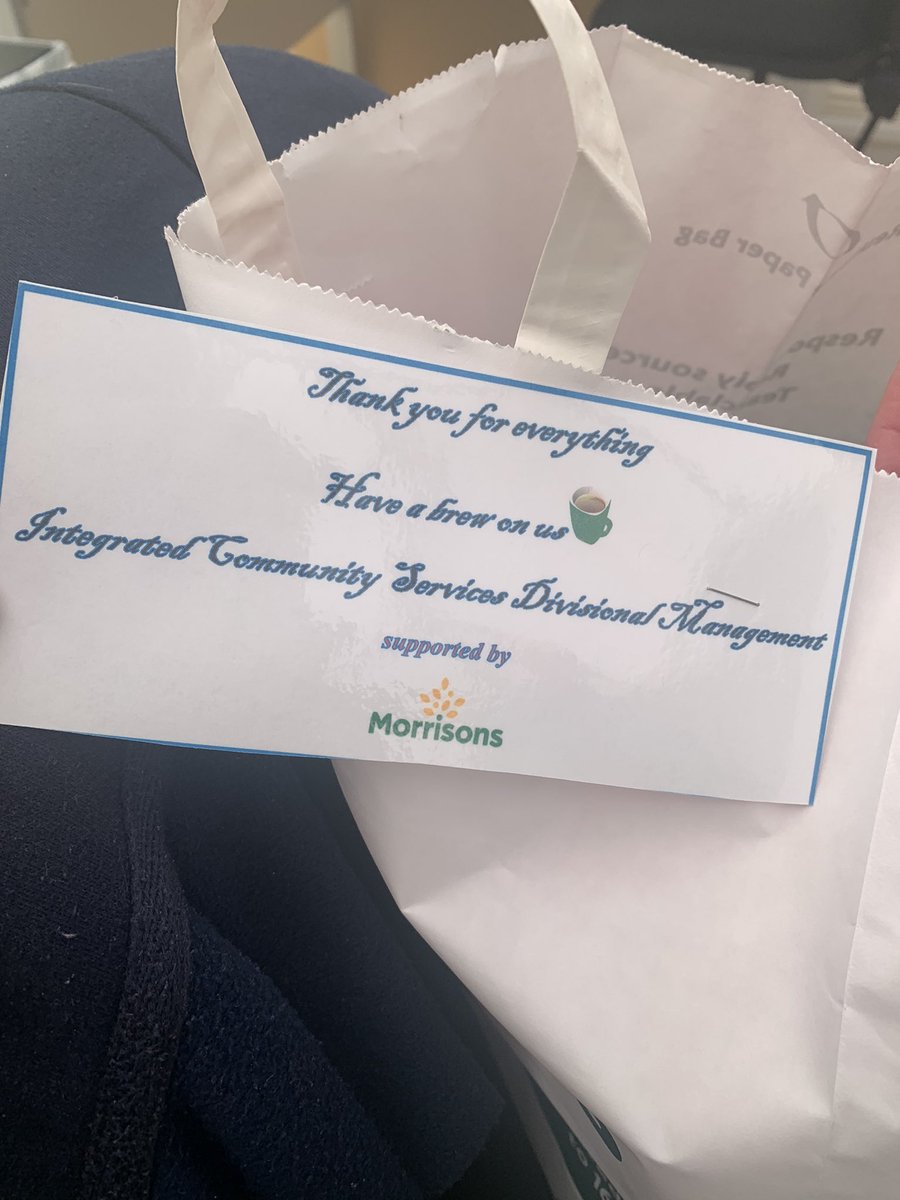 Thank you for everything
Have a brew on us
Integrated Community Services Divisional Management
supported by
Morrisons
paper Bag